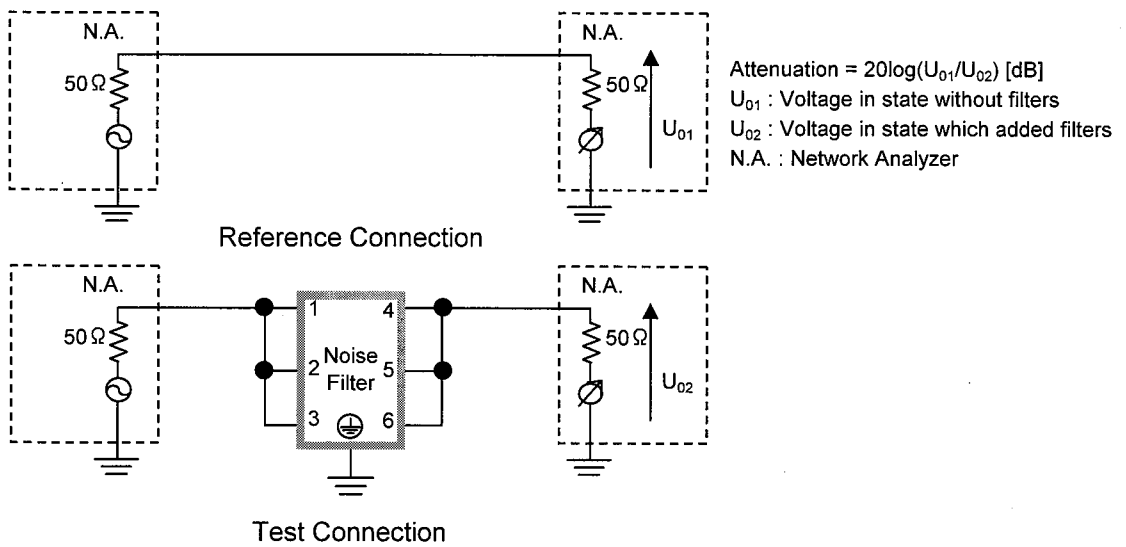 N.A.
50Ω
N.A.
50Ω
U01
Attenuation = 20log(U01/U02) [dB]
U01 : Voltage in state without filters
U02 : Voltage in state which added filters
N.A. : Network Analyzer
Reference Connection
N.A.
50Ω
1
2
3
Noise
Filter
4
5
6
N.A.
50Ω
U02
Test Connection